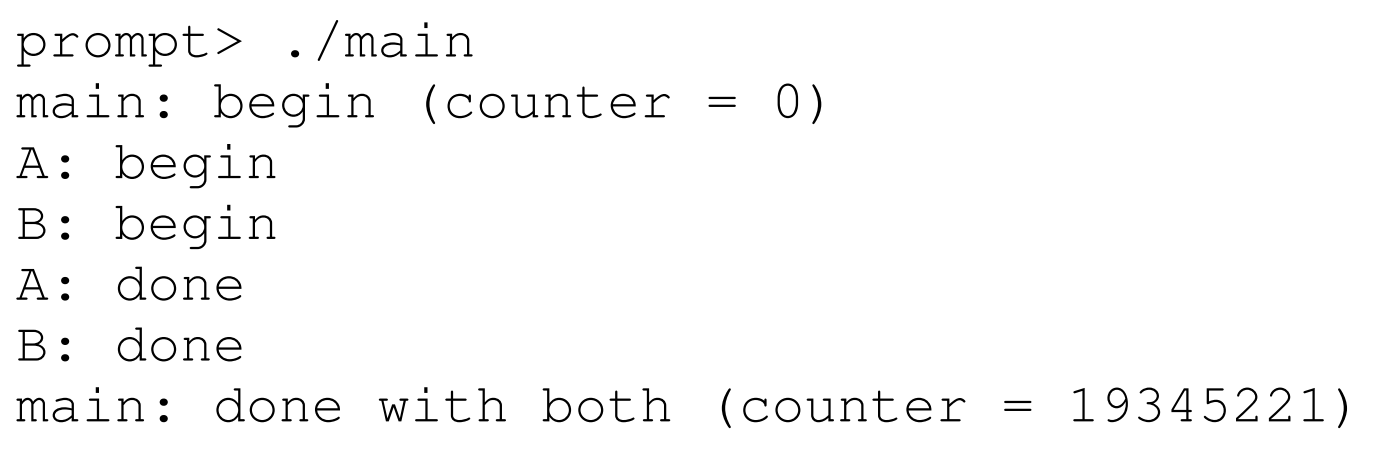 prompt> ./main
main: begin (counter = 0)
A: begin
B: begin
A: done
B: done
main: done with both (counter = 19345221)